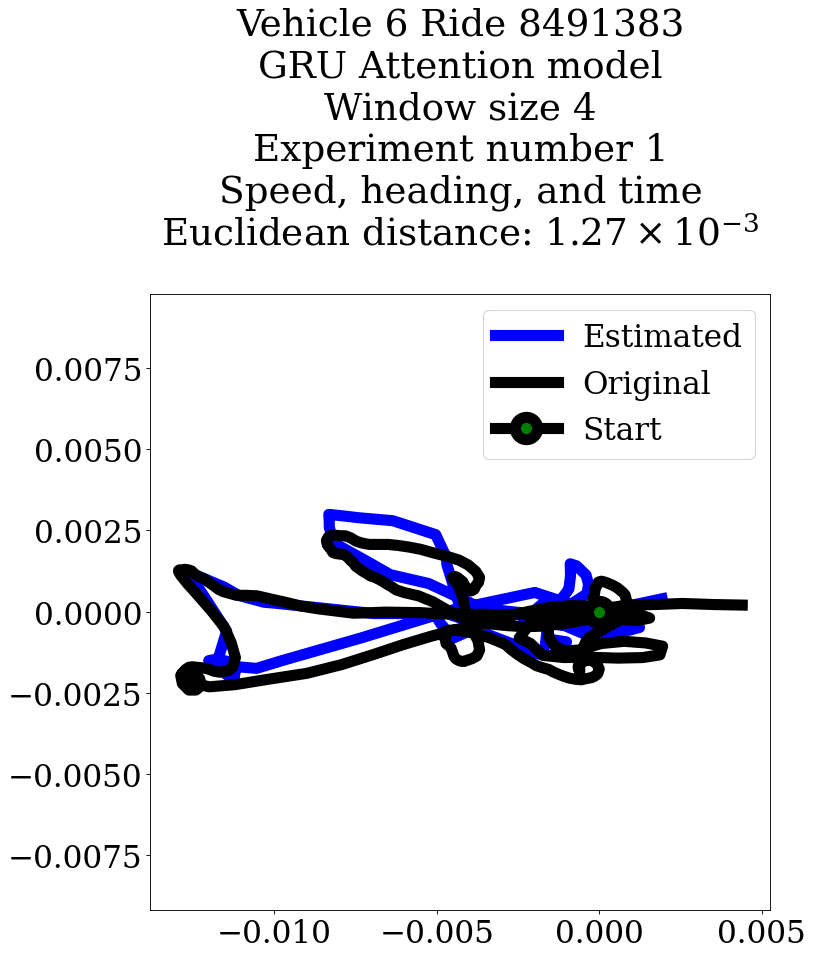 Vehicle 6 Ride 8491383
GRU Attention model
Window size 4
Experiment number 1
Speed, heading, and time
Euclidean distance: 1.27 × 10⁻³
Estimated
Original
Start
0.0075
0.0050
0.0025
0.0000
−0.0025
−0.0050
−0.0075
−0.010 −0.005 0.000 0.005